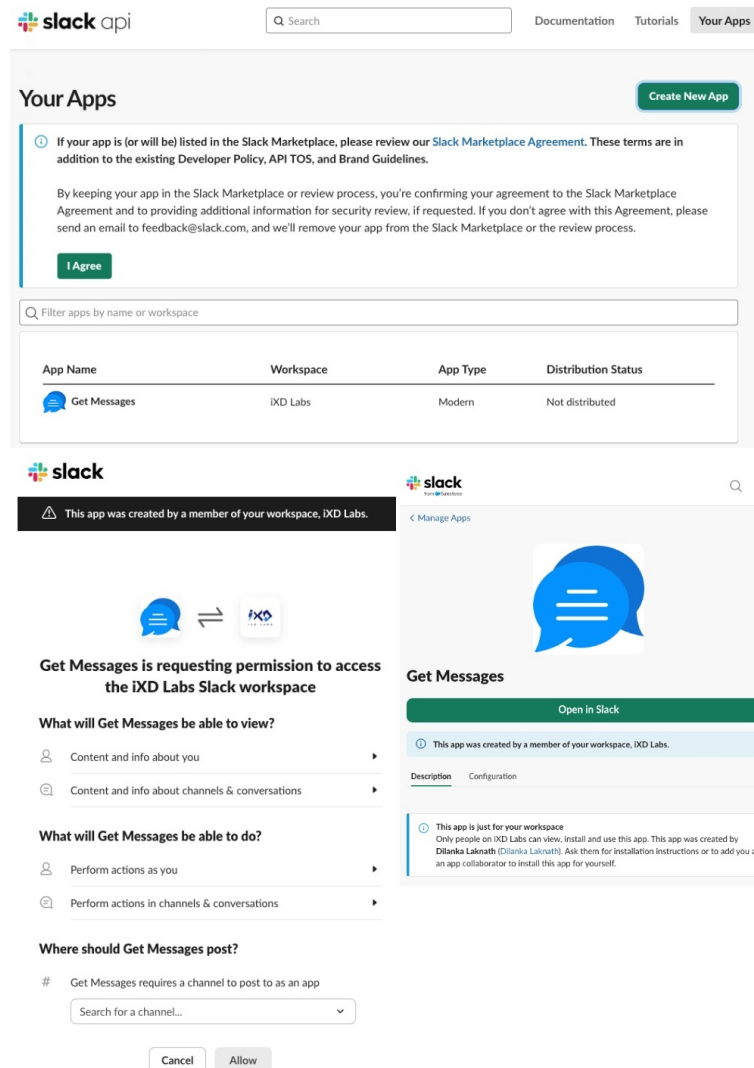 slack api
Search
Documentation Tutorials Your Apps
Your Apps
Create New App
If your app is (or will be) listed in the Slack Marketplace, please review our Slack Marketplace Agreement. These terms are in
addition to the existing Developer Policy, API TOS, and Brand Guidelines.
By keeping your app in the Slack Marketplace or review process, you're confirming your agreement to the Slack Marketplace
Agreement and to providing additional information for security review, if requested. If you don't agree with this Agreement, please
send an email to feedback@slack.com, and we'll remove your app from the Slack Marketplace or the review process.
I Agree
Filter apps by name or workspace
App Name Workspace App Type Distribution Status
Get Messages iXD Labs Modern Not distributed
slack
This app was created by a member of your workspace, iXD Labs.
iXD
LABS
Get Messages is requesting permission to access
the iXD Labs Slack workspace
What will Get Messages be able to view?
Content and info about you
Content and info about channels & conversations
What will Get Messages be able to do?
Perform actions as you
Perform actions in channels & conversations
Where should Get Messages post?
# Get Messages requires a channel to post to as an app
Search for a channel...
Cancel Allow
slack
from Salesforce
Manage Apps
Get Messages
Open in Slack
This app was created by a member of your workspace, iXD Labs.
Description Configuration
This app is just for your workspace
Only people on iXD Labs can view, install and use this app. This app was created by
Dilanka Laknath (Dilanka Laknath). Ask them for installation instructions or to add you a
an app collaborator to install this app for yourself.